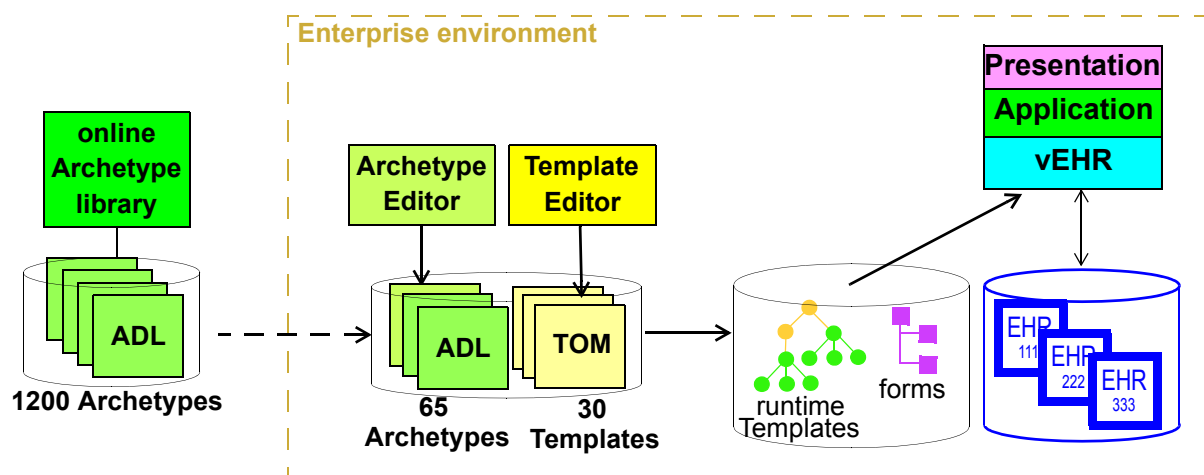 Enterprise environment
online
Archetype
library
ADL
1200 Archetypes
Archetype
Editor
Template
Editor
ADL
TOM
65
Archetypes
30
Templates
runtime
Templates
forms
Presentation
Application
vEHR
EHR
111
EHR
222
EHR
333